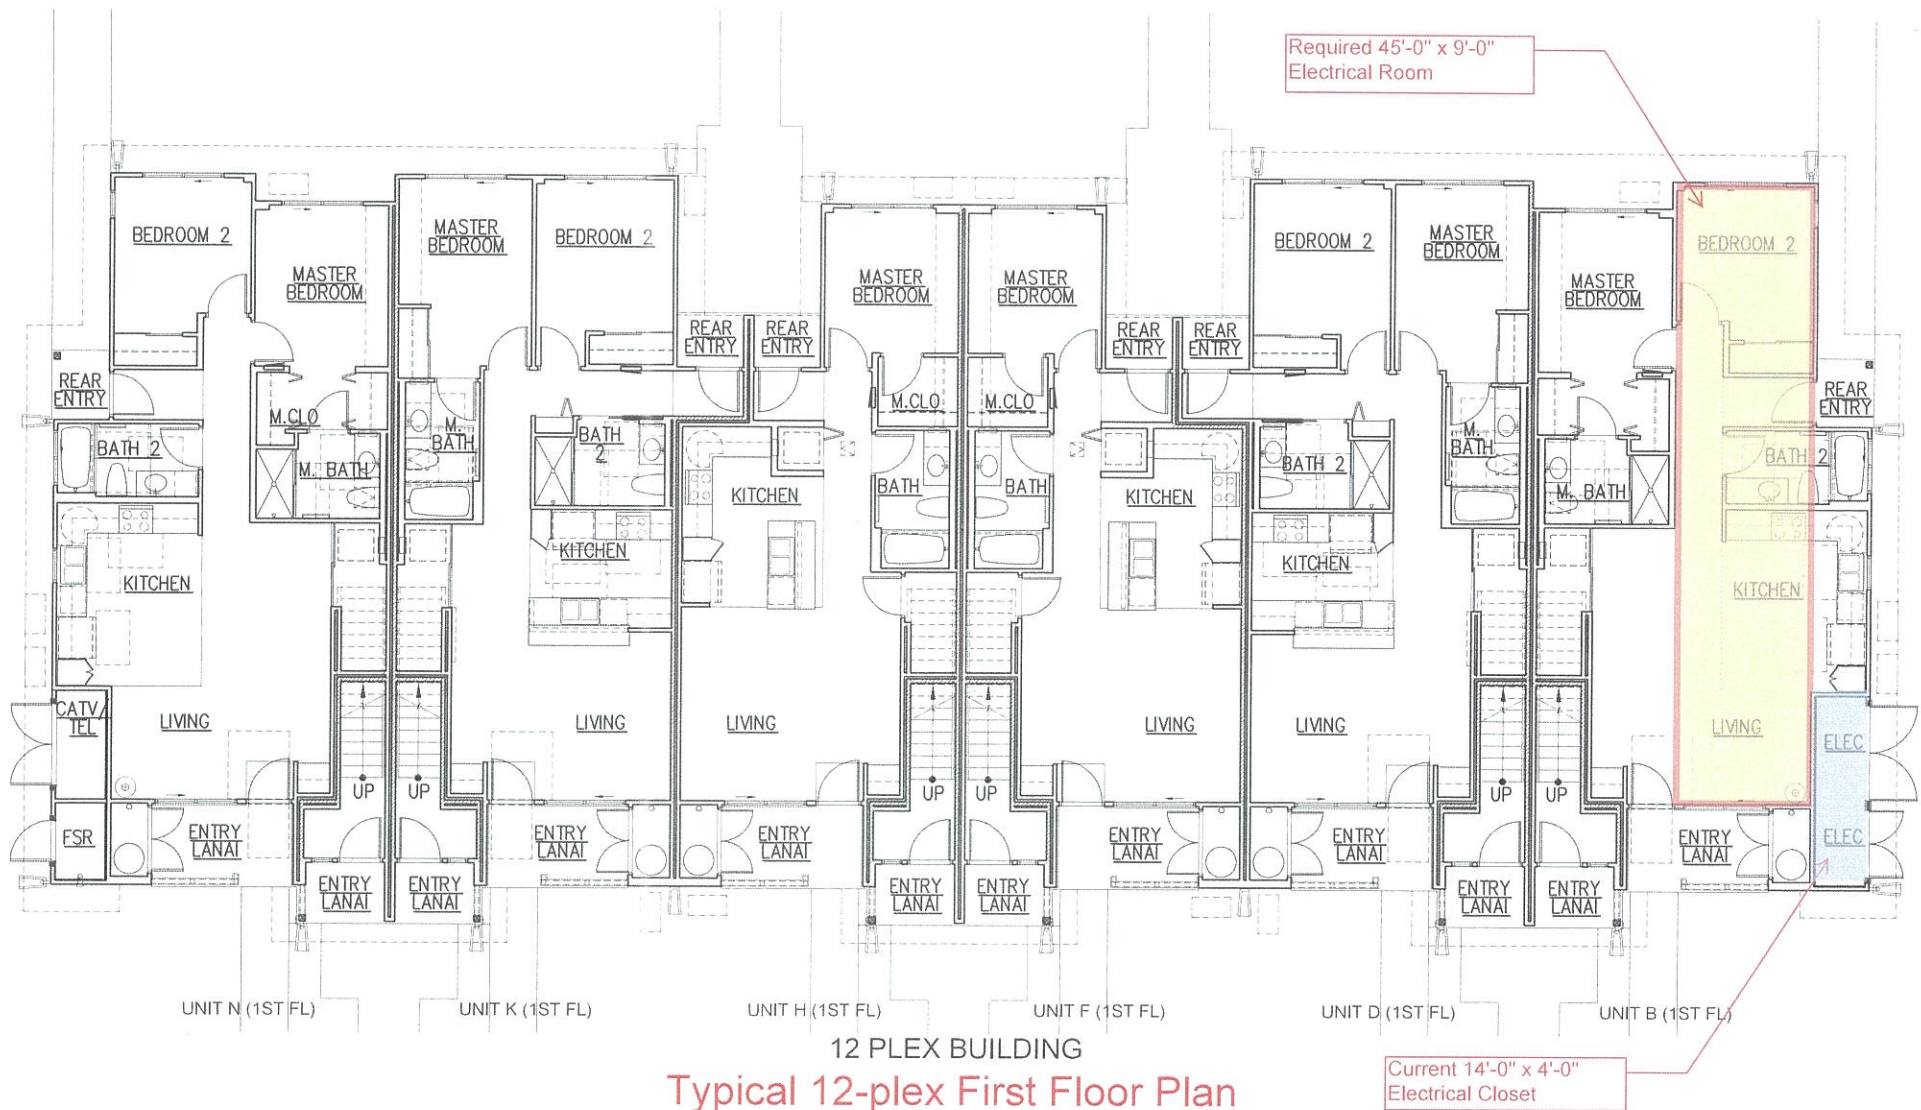 Required 45'-0" x 9'-0"
Electrical Room
BEDROOM 2
MASTER
BEDROOM
MASTER
BEDROOM
BEDROOM 2
MASTER
BEDROOM
MASTER
BEDROOM
BEDROOM 2
MASTER
BEDROOM
MASTER
BEDROOM
BEDROOM 2
REAR
ENTRY
REAR
ENTRY
REAR
ENTRY
REAR
ENTRY
REAR
ENTRY
REAR
ENTRY
M.CLO
M.CLO
M.CLO
BATH 2
M. BATH
M.
BATH
BATH
2
KITCHEN
BATH
BATH
KITCHEN
BATH 2
M.
BATH
M. BATH
BATH 2
KITCHEN
KITCHEN
KITCHEN
KITCHEN
CATV/
TEL
LIVING
LIVING
LIVING
LIVING
LIVING
LIVING
ELEC
UP
UP
UP
UP
UP
UP
FSR
ENTRY
LANAI
ENTRY
LANAI
ENTRY
LANAI
ENTRY
LANAI
ENTRY
LANAI
ENTRY
LANAI
ELEC
ENTRY
LANAI
ENTRY
LANAI
ENTRY
LANAI
ENTRY
LANAI
ENTRY
LANAI
ENTRY
LANAI
UNIT N (1ST FL)
UNIT K (1ST FL)
UNIT H (1ST FL)
UNIT F (1ST FL)
UNIT D (1ST FL)
UNIT B (1ST FL)
12 PLEX BUILDING
Typical 12-plex First Floor Plan
Current 14'-0" x 4'-0"
Electrical Closet